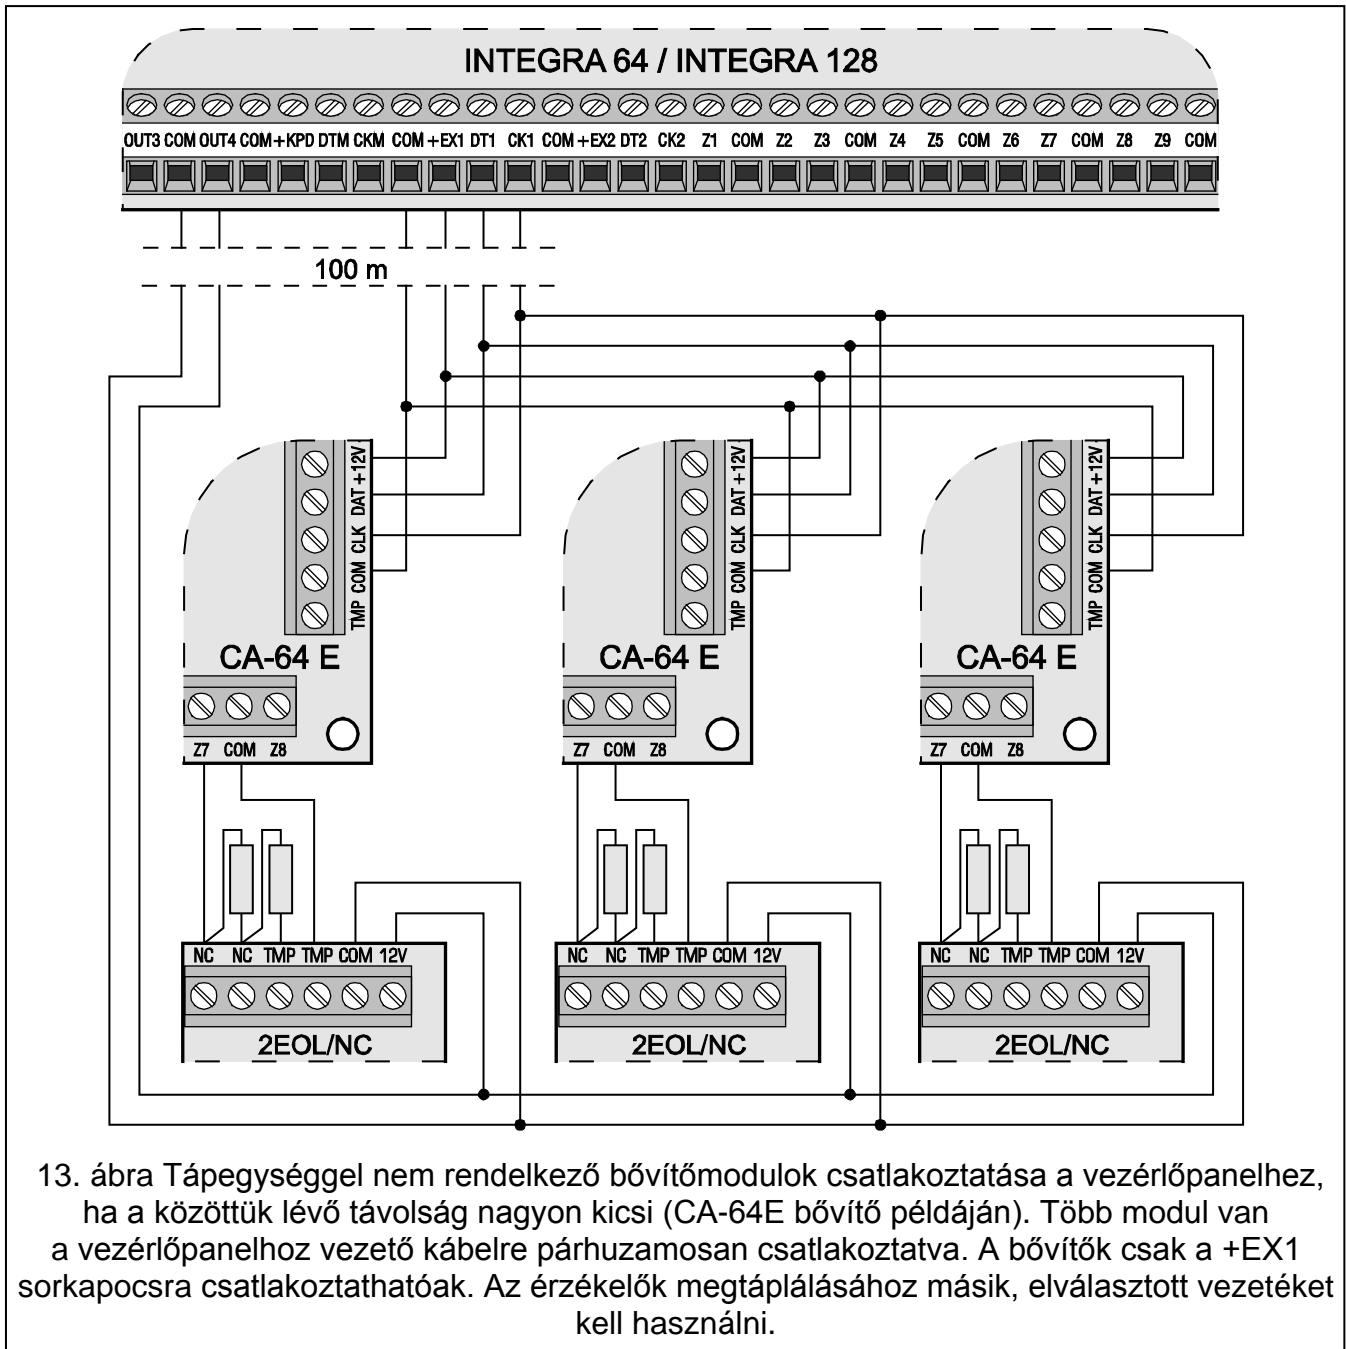 INTEGRA 64 / INTEGRA 128
OUT3 COM OUT4 COM +KPD DTM CKM COM +EX1 DT1 CK1 COM +EX2 DT2 CK2 Z1 COM Z2 Z3 COM Z4 Z5 COM Z6 Z7 COM Z8 Z9 COM
100 m
TMP COM CLK DAT +12V
TMP COM CLK DAT +12V
TMP COM CLK DAT +12V
CA-64 E
CA-64 E
CA-64 E
Z7 COM Z8
Z7 COM Z8
Z7 COM Z8
NC NC TMP TMP COM 12V
NC NC TMP TMP COM 12V
NC NC TMP TMP COM 12V
2EOL/NC
2EOL/NC
2EOL/NC
13. ábra Tápegységgel nem rendelkező bővítőmodulok csatlakoztatása a vezérlőpanelhez,
ha a közöttük lévő távolság nagyon kicsi (CA-64E bővítő példáján). Több modul van
a vezérlőpanelhoz vezető kábelre párhuzamosan csatlakoztatva. A bővítők csak a +EX1
sorkapocsra csatlakoztathatóak. Az érzékelők megtáplálásához másik, elválasztott vezetéket
kell használni.